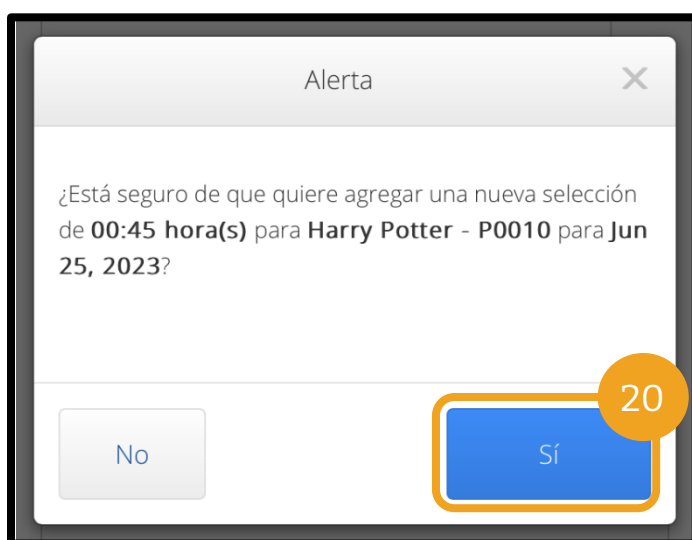 Alerta
¿Está seguro de que quiere agregar una nueva selección
de 00:45 hora(s) para Harry Potter - P0010 para Jun
25, 2023?
20
No
Sí